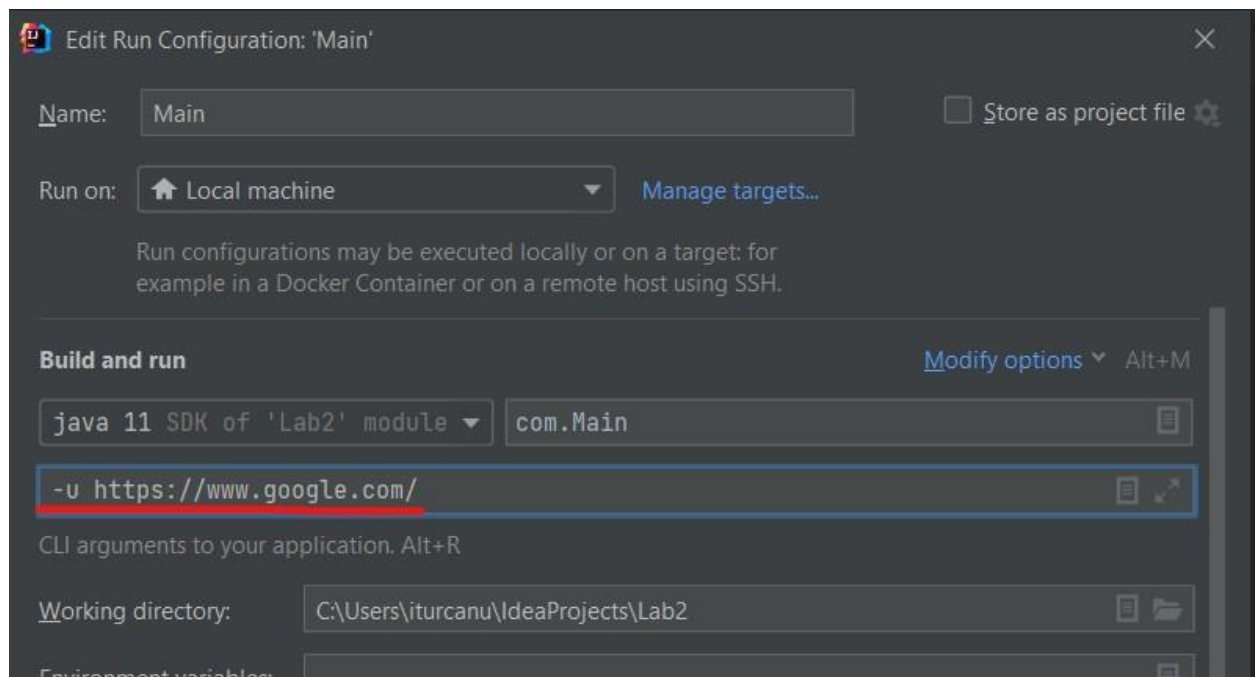 Edit Run Configuration: 'Main'
Name: Main Store as project file
Run on: Local machine Manage targets...
Run configurations may be executed locally or on a target: for
example in a Docker Container or on a remote host using SSH.
Build and run Modify options Alt+M
java 11 SDK of 'Lab2' module com.Main
-u https://www.google.com/
CLI arguments to your application. Alt+R
Working directory: C:\Users\iturcanu\IdeaProjects\Lab2
Environment variables: